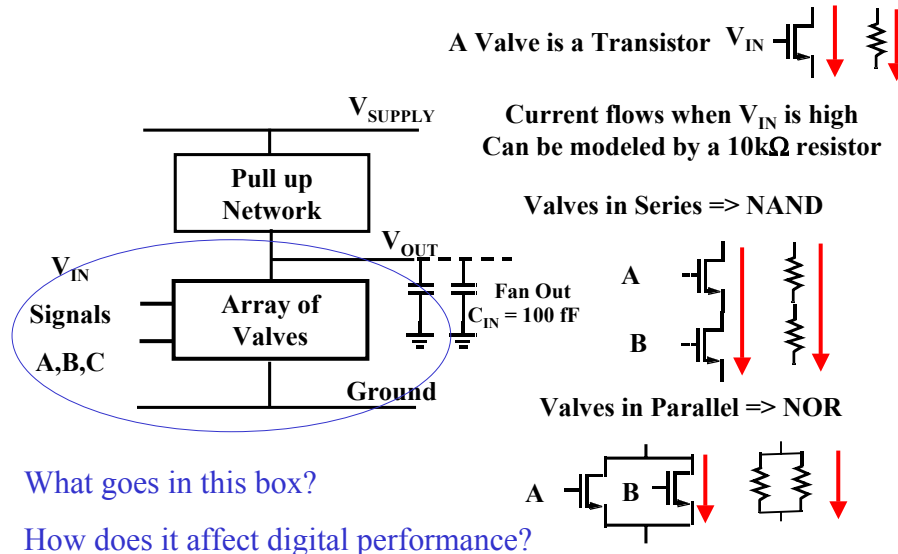 A Valve is a Transistor V_IN
V_SUPPLY
Current flows when V_IN is high
Can be modeled by a 10kΩ resistor
Pull up
Network
Valves in Series => NAND
V_OUT
V_IN
Signals
A,B,C
Array of
Valves
Fan Out
C_IN = 100 fF
A
B
Ground
Valves in Parallel => NOR
A
B
What goes in this box?
How does it affect digital performance?